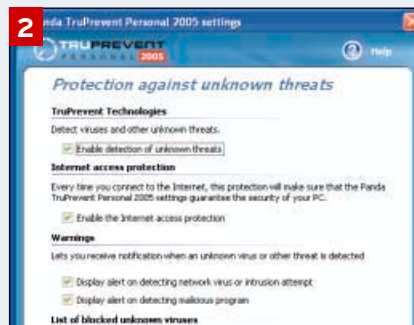 2
Panda TruPrevent Personal 2005 settings
TRUPREVENT
PERSONAL 2005
Help
Protection against unknown threats
TruPrevent Technologies
Detect viruses and other unknown threats.
Enable detection of unknown threats
Internet access protection
Every time you connect to the Internet, this protection will make sure that the Panda
TruPrevent Personal 2005 settings guarantee the security of your PC.
Enable the Internet access protection
Warnings
Lets you receive notification when an unknown virus or other threat is detected
Display alert on detecting network virus or intrusion attempt
Display alert on detecting malicious program
List of blocked unknown viruses